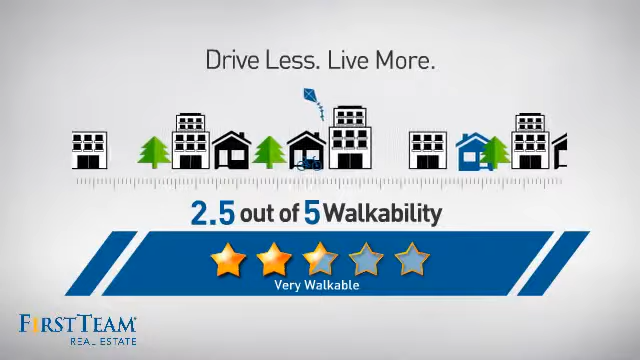 Drive Less. Live More.
2.5 out of 5 Walkability
Very Walkable
FIRSTTEAM®
REAL ESTATE